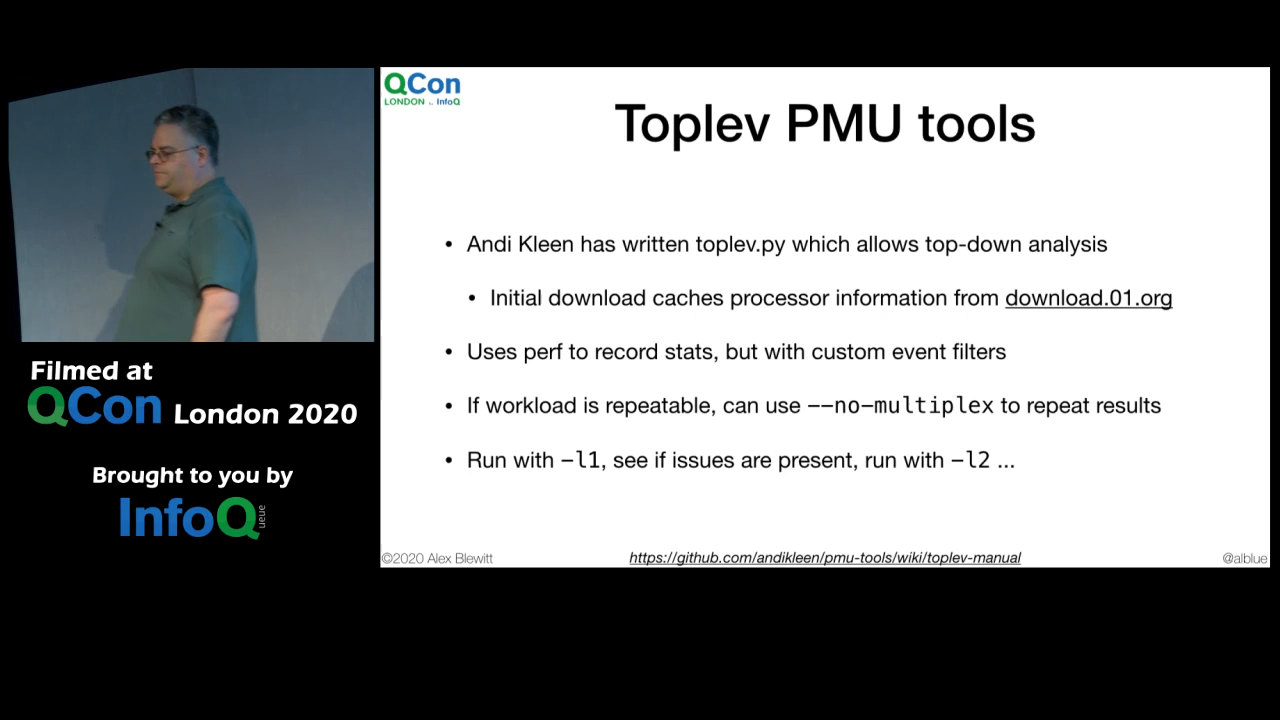 QCon
LONDON by InfoQ
Toplev PMU tools
• Andi Kleen has written toplev.py which allows top-down analysis
• Initial download caches processor information from download.01.org
• Uses perf to record stats, but with custom event filters
• If workload is repeatable, can use --no-multiplex to repeat results
• Run with -l1, see if issues are present, run with -l2 ...
©2020 Alex Blewitt
https://github.com/andikleen/pmu-tools/wiki/toplev-manual
@alblue
Filmed at
QCon London 2020
Brought to you by
InfoQueue